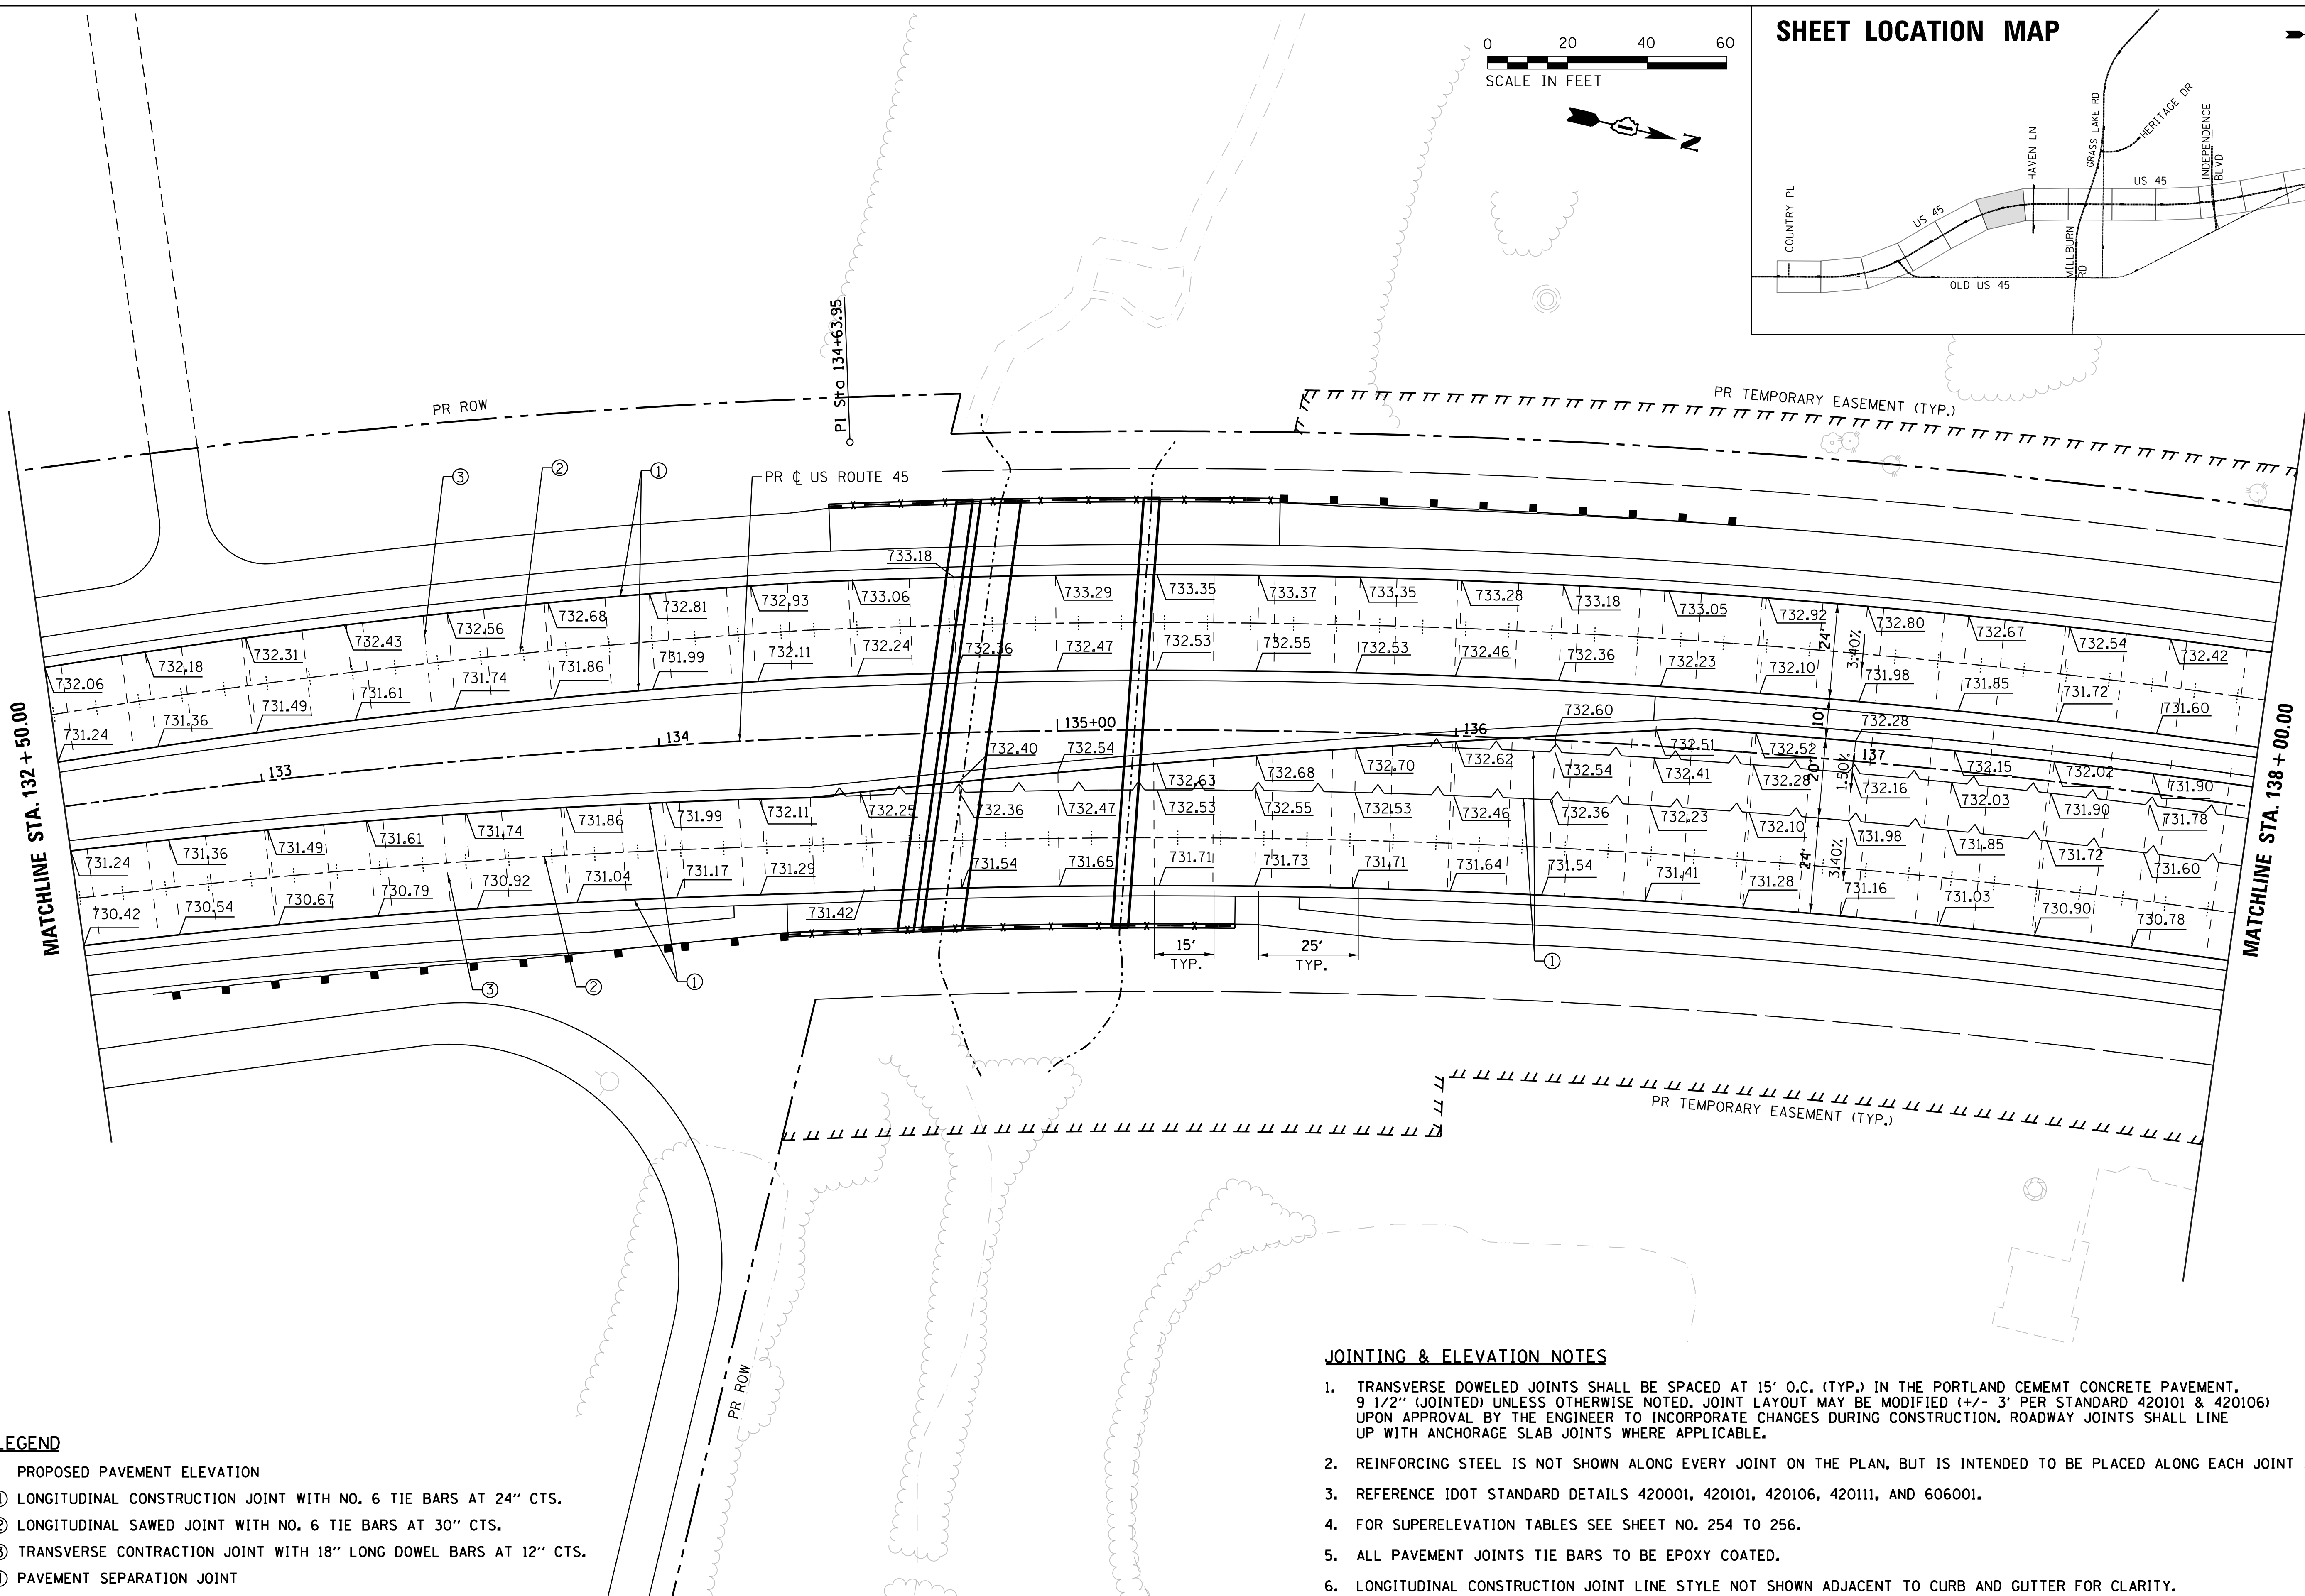 SHEET LOCATION MAP
0 20 40 60
SCALE IN FEET
N
COUNTRY PL
US 45
HAVEN LN
GRASS LAKE RD
HERITAGE DR
INDEPENDENCE
BLVD
US 45
MILLBURN
RD
OLD US 45
PI Sta 134+63.95
PR ROW
PR TEMPORARY EASEMENT (TYP.)
3
2
1
PR ℄ US ROUTE 45
MATCHLINE STA. 132+50.00
MATCHLINE STA. 138+00.00
732.06 732.18 732.31 732.43 732.56 732.68 732.81 732.93 733.06 733.18 733.29 733.35 733.37 733.35 733.28 733.18 733.05 732.92 732.80 732.67 732.54 732.42
731.24 731.36 731.49 731.61 731.74 731.86 731.99 732.11 732.24 732.36 732.47 732.53 732.55 732.53 732.46 732.36 732.23 732.10 731.98 731.85 731.72 731.60
24'
3.40%
10'
133
134
135+00
136
137
732.40 732.54 732.63 732.68 732.70 732.62 732.60 732.51 732.52 732.28 732.15 732.02 731.90
732.54 732.41 732.28 732.16 732.03 731.90 731.78
20'
1.50%
731.24 731.36 731.49 731.61 731.74 731.86 731.99 732.11 732.25 732.36 732.47 732.53 732.55 732.53 732.46 732.36 732.23 732.10 731.98 731.85 731.72 731.60
24'
3.40%
730.42 730.54 730.67 730.79 730.92 731.04 731.17 731.29 731.42 731.54 731.65 731.71 731.73 731.71 731.64 731.54 731.41 731.28 731.16 731.03 730.90 730.78
15'
TYP.
25'
TYP.
1
3
2
1
PR TEMPORARY EASEMENT (TYP.)
PR ROW
LEGEND
PROPOSED PAVEMENT ELEVATION
LONGITUDINAL CONSTRUCTION JOINT WITH NO. 6 TIE BARS AT 24" CTS.
LONGITUDINAL SAWED JOINT WITH NO. 6 TIE BARS AT 30" CTS.
TRANSVERSE CONTRACTION JOINT WITH 18" LONG DOWEL BARS AT 12" CTS.
PAVEMENT SEPARATION JOINT
JOINTING & ELEVATION NOTES
1. TRANSVERSE DOWELED JOINTS SHALL BE SPACED AT 15' O.C. (TYP.) IN THE PORTLAND CEMEMT CONCRETE PAVEMENT,
9 1/2" (JOINTED) UNLESS OTHERWISE NOTED. JOINT LAYOUT MAY BE MODIFIED (+/- 3' PER STANDARD 420101 & 420106)
UPON APPROVAL BY THE ENGINEER TO INCORPORATE CHANGES DURING CONSTRUCTION. ROADWAY JOINTS SHALL LINE
UP WITH ANCHORAGE SLAB JOINTS WHERE APPLICABLE.
2. REINFORCING STEEL IS NOT SHOWN ALONG EVERY JOINT ON THE PLAN, BUT IS INTENDED TO BE PLACED ALONG EACH JOINT
3. REFERENCE IDOT STANDARD DETAILS 420001, 420101, 420106, 420111, AND 606001.
4. FOR SUPERELEVATION TABLES SEE SHEET NO. 254 TO 256.
5. ALL PAVEMENT JOINTS TIE BARS TO BE EPOXY COATED.
6. LONGITUDINAL CONSTRUCTION JOINT LINE STYLE NOT SHOWN ADJACENT TO CURB AND GUTTER FOR CLARITY.